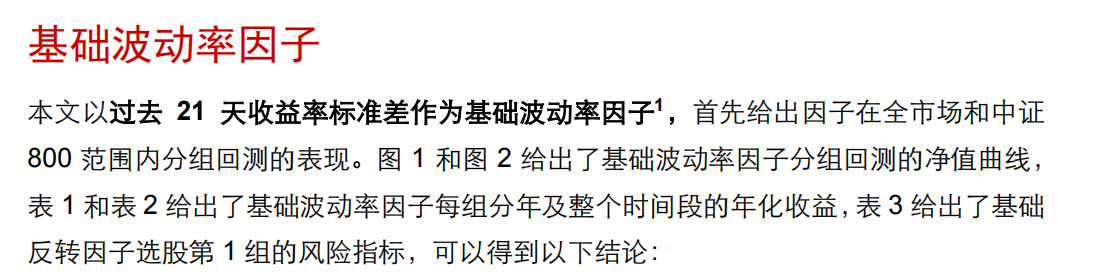 基础波动率因子
本文以过去 21 天收益率标准差作为基础波动率因子1，首先给出因子在全市场和中证
800 范围内分组回测的表现。图 1 和图 2 给出了基础波动率因子分组回测的净值曲线，
表 1 和表 2 给出了基础波动率因子每组分年及整个时间段的年化收益，表 3 给出了基础
反转因子选股第 1 组的风险指标，可以得到以下结论：